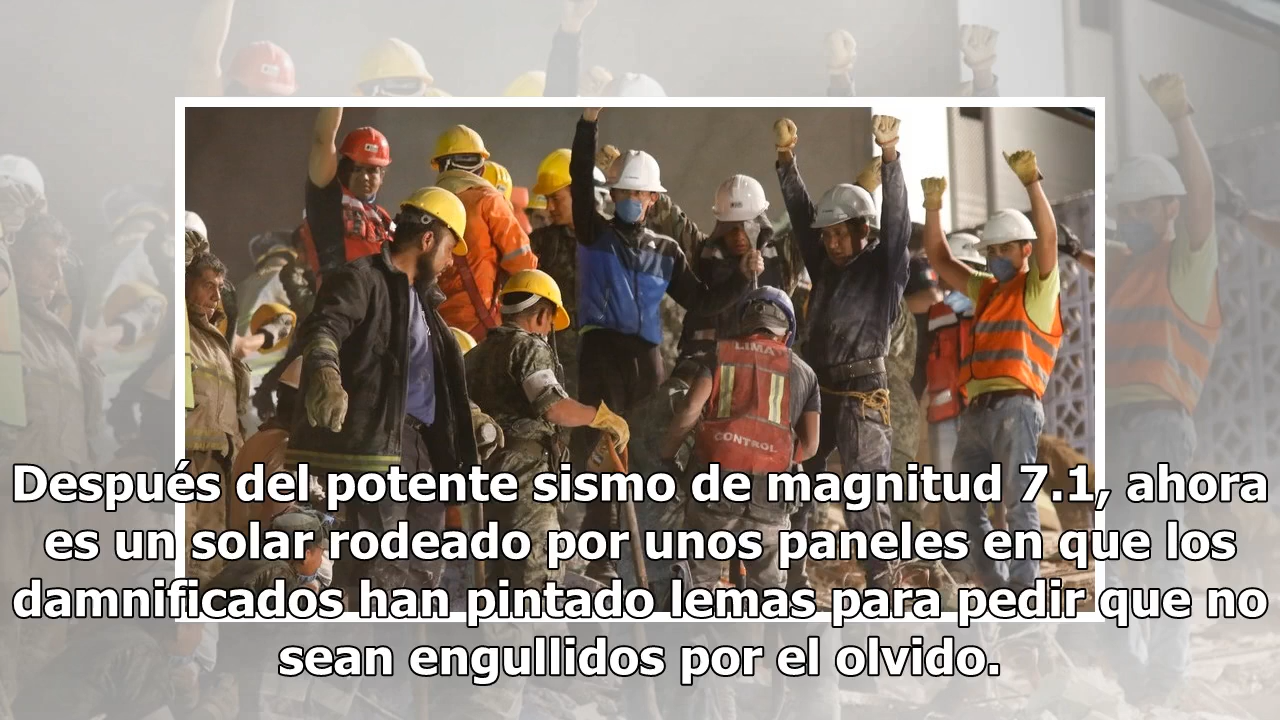 LIMA
CONTROL
Después del potente sismo de magnitud 7.1, ahora
es un solar rodeado por unos paneles en que los
damnificados han pintado lemas para pedir que no
sean engullidos por el olvido.